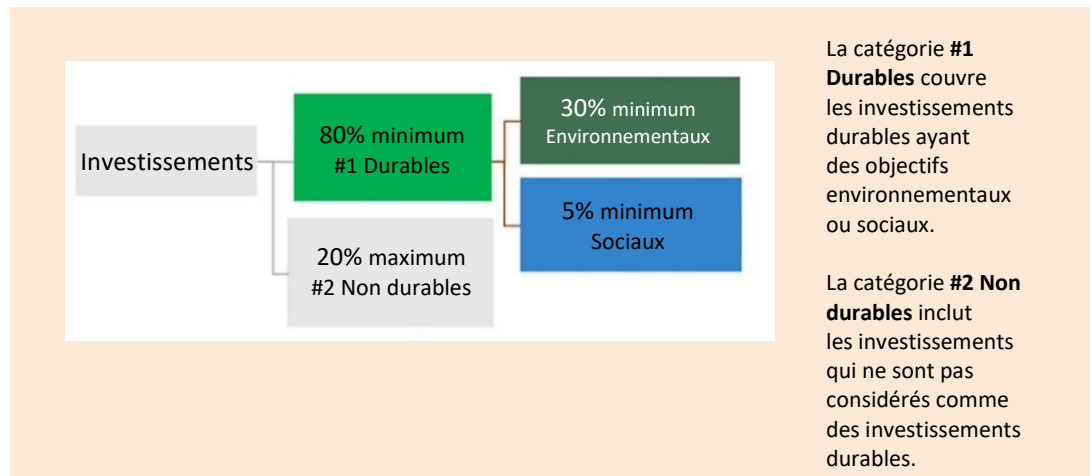 Investissements
80% minimum
#1 Durables
20% maximum
#2 Non durables
30% minimum
Environnementaux
5% minimum
Sociaux
La catégorie #1
Durables couvre
les investissements
durables ayant
des objectifs
environnementaux
ou sociaux.
La catégorie #2 Non
durables inclut
les investissements
qui ne sont pas
considérés comme
des investissements
durables.